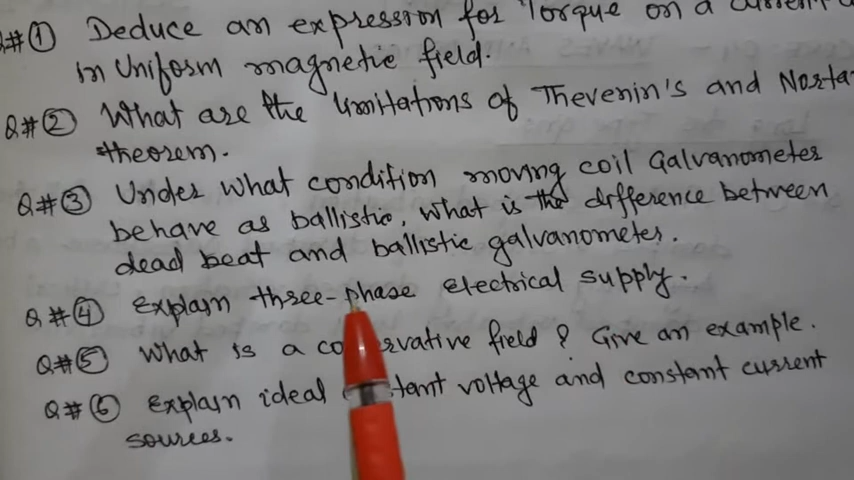 Q#① Deduce an expression for Torque on a current
in Uniform magnetic field.
Q#② What are the limitations of Thevenin's and
theorem.
Q#③ Under what condition moving coil Galvanometer
behave as ballistic. What is the difference between
dead beat and ballistic galvanometer.
Q#④ Explain three-phase electrical supply.
Q#⑤ What is a field? Give an example.
Q#⑥ Explain ideal voltage and constant current
sources.